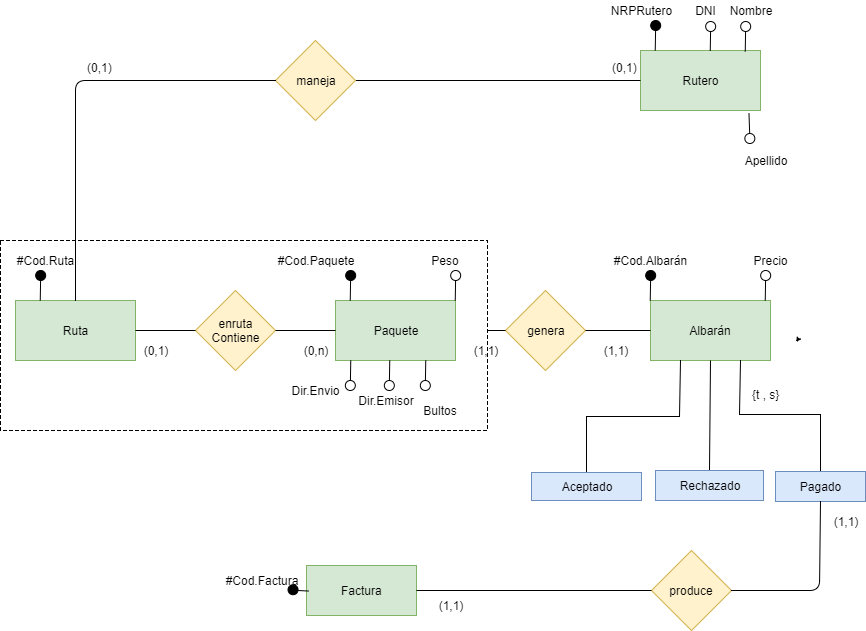 NRPRutero
DNI
Nombre
(0,1)
maneja
(0,1)
Rutero
Apellido
#Cod.Ruta
#Cod.Paquete
Peso
#Cod.Albarán
Precio
Ruta
enruta
Contiene
Paquete
genera
Albarán
(0,1)
(0,n)
(1,1)
(1,1)
Dir.Envio
Dir.Emisor
Bultos
{t , s}
Aceptado
Rechazado
Pagado
(1,1)
#Cod.Factura
Factura
produce
(1,1)